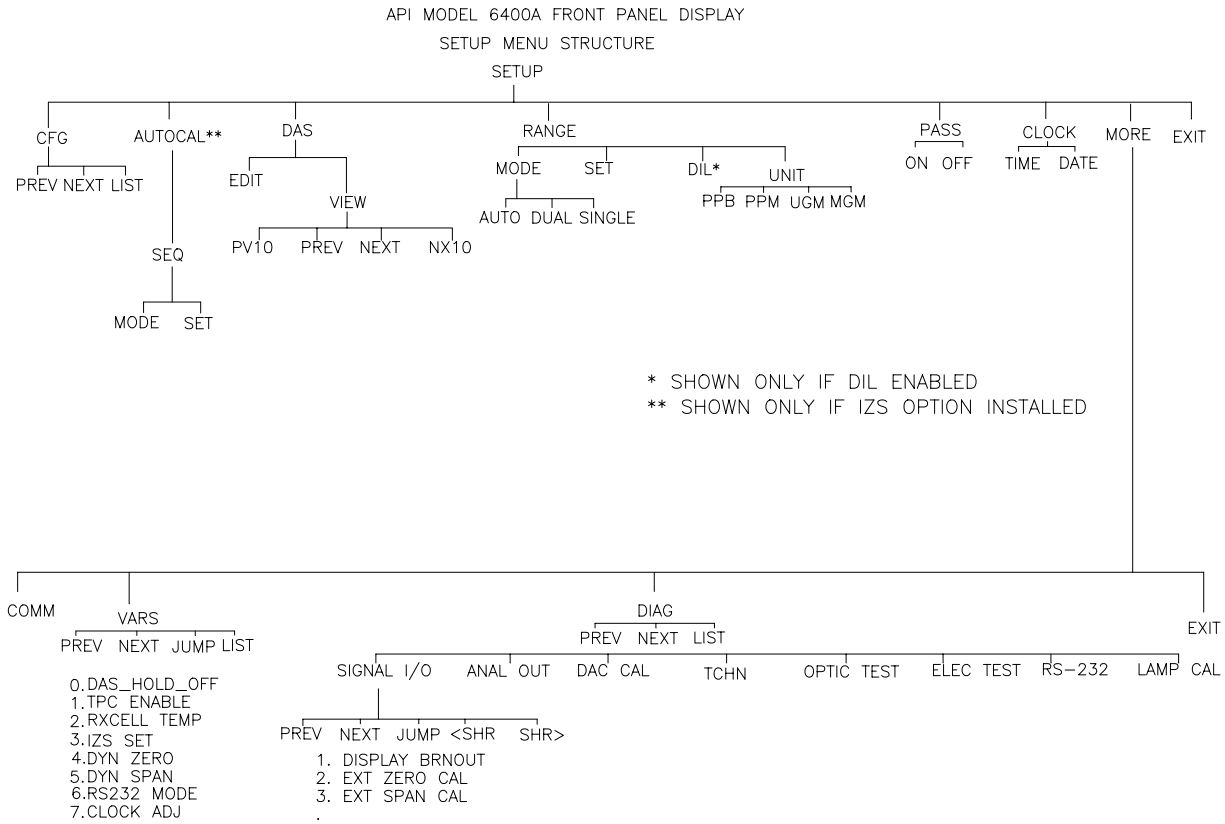 API MODEL 6400A FRONT PANEL DISPLAY
SETUP MENU STRUCTURE
SETUP
CFG AUTOCAL** DAS RANGE PASS CLOCK MORE EXIT
PREV NEXT LIST
EDIT
VIEW
MODE SET DIL* UNIT
ON OFF
TIME DATE
PPB PPM UGM MGM
AUTO DUAL SINGLE
PV10 PREV NEXT NX10
SEQ
MODE SET
* SHOWN ONLY IF DIL ENABLED
** SHOWN ONLY IF IZS OPTION INSTALLED
COMM VARS DIAG EXIT
PREV NEXT JUMP LIST
PREV NEXT LIST
SIGNAL I/O ANAL OUT DAC CAL TCHN OPTIC TEST ELEC TEST RS-232 LAMP CAL
0.DAS_HOLD_OFF
1.TPC ENABLE
2.RXCELL TEMP
3.IZS SET
4.DYN ZERO
5.DYN SPAN
6.RS232 MODE
7.CLOCK ADJ
PREV NEXT JUMP <SHR SHR>
1. DISPLAY BRNOUT
2. EXT ZERO CAL
3. EXT SPAN CAL
.